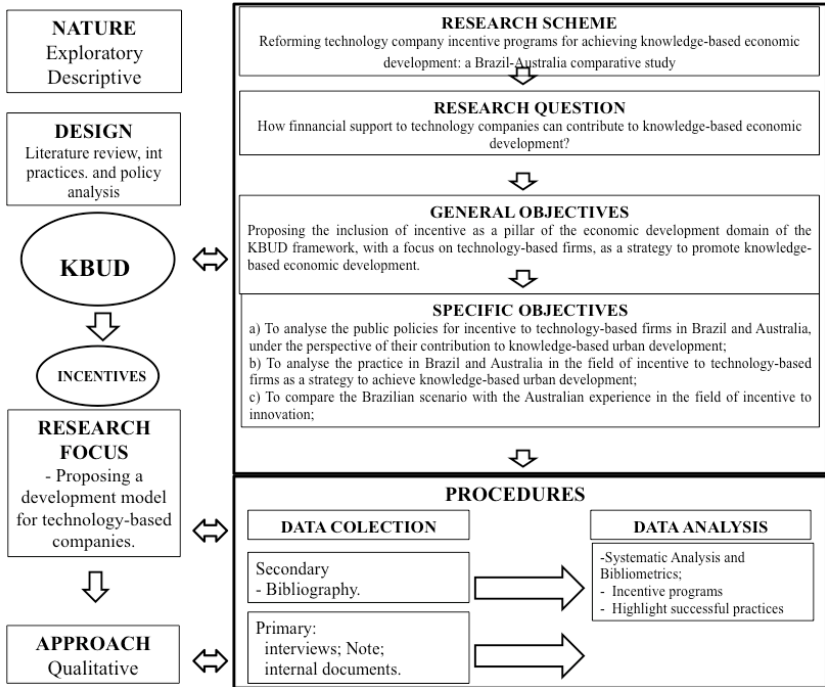 NATURE
Exploratory
Descriptive
DESIGN
Literature review, int
practices. and policy
analysis
KBUD
INCENTIVES
RESEARCH
FOCUS
- Proposing a
development model
for technology-based
companies.
APPROACH
Qualitative
RESEARCH SCHEME
Reforming technology company incentive programs for achieving knowledge-based economic
development: a Brazil-Australia comparative study
RESEARCH QUESTION
How finnancial support to technology companies can contribute to knowledge-based economic
development?
GENERAL OBJECTIVES
Proposing the inclusion of incentive as a pillar of the economic development domain of the
KBUD framework, with a focus on technology-based firms, as a strategy to promote knowledge-
based economic development.
SPECIFIC OBJECTIVES
a) To analyse the public policies for incentive to technology-based firms in Brazil and Australia,
under the perspective of their contribution to knowledge-based urban development;
b) To analyse the practice in Brazil and Australia in the field of incentive to technology-based
firms as a strategy to achieve knowledge-based urban development;
c) To compare the Brazilian scenario with the Australian experience in the field of incentive to
innovation;
PROCEDURES
DATA COLECTION
Secondary
- Bibliography.
Primary:
interviews; Note;
internal documents.
DATA ANALYSIS
-Systematic Analysis and
Bibliometrics;
- Incentive programs
- Highlight successful practices